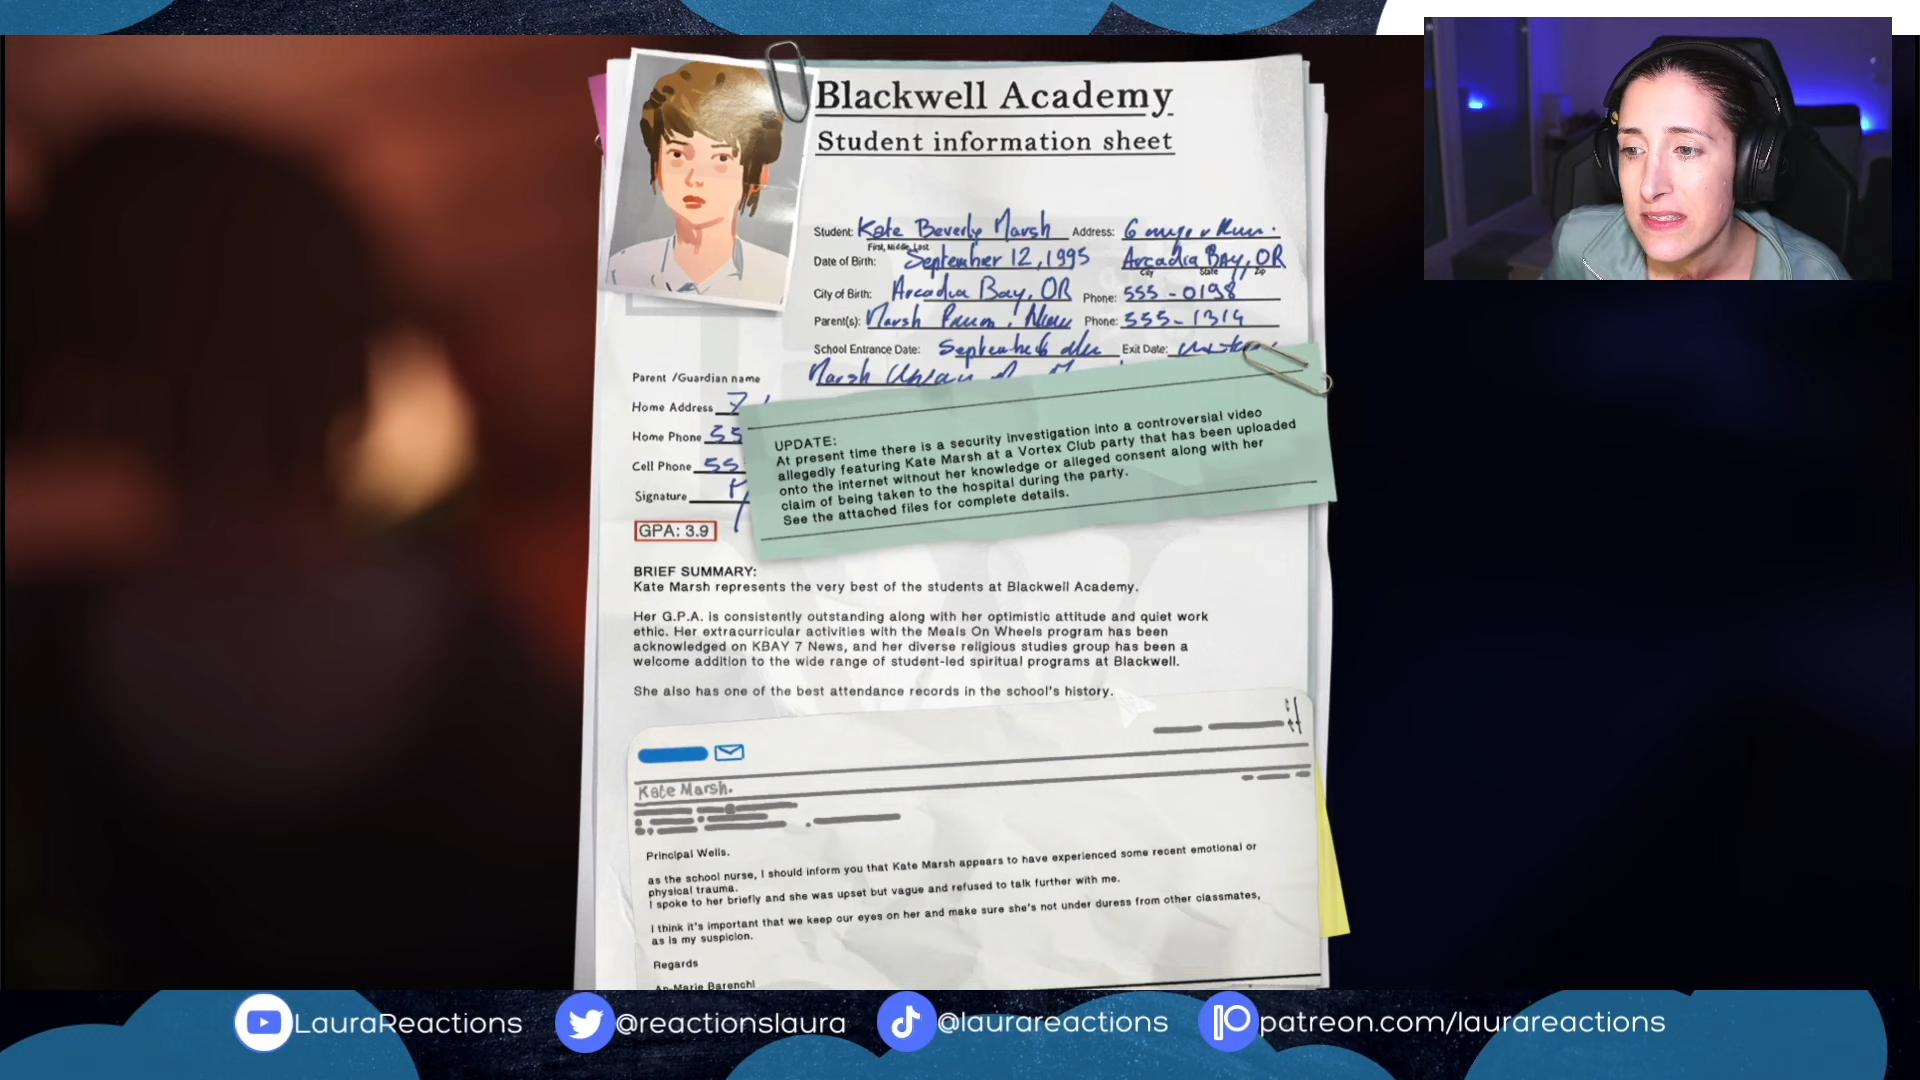 Blackwell Academy
Student information sheet
Student: Kate Beverly Marsh Address:
First, Middle, Last
Date of Birth: September 12, 1995 Arcadia Bay, OR
City State Zip
City of Birth: Arcadia Bay, OR Phone: 555-0198
Parent(s): Marsh Phone: 555-1314
School Entrance Date: September Exit Date:
Parent /Guardian name Marsh
Home Address
Home Phone 55
Cell Phone 55
Signature
GPA: 3.9
UPDATE:
At present time there is a security investigation into a controversial video
allegedly featuring Kate Marsh at a Vortex Club party that has been uploaded
onto the internet without her knowledge or alleged consent along with her
claim of being taken to the hospital during the party.
See the attached files for complete details.
BRIEF SUMMARY:
Kate Marsh represents the very best of the students at Blackwell Academy.
Her G.P.A. is consistently outstanding along with her optimistic attitude and quiet work
ethic. Her extracurricular activities with the Meals On Wheels program has been
acknowledged on KBAY 7 News, and her diverse religious studies group has been a
welcome addition to the wide range of student-led spiritual programs at Blackwell.
She also has one of the best attendance records in the school's history.
Kate Marsh.
Principal Wells.
as the school nurse, I should inform you that Kate Marsh appears to have experienced some recent emotional or
physical trauma.
I spoke to her briefly and she was upset but vague and refused to talk further with me.
I think it's important that we keep our eyes on her and make sure she's not under duress from other classmates,
as is my suspicion.
Regards
An-Marie Barenchi
LauraReactions @reactionslaura @laurareactions patreon.com/laurareactions